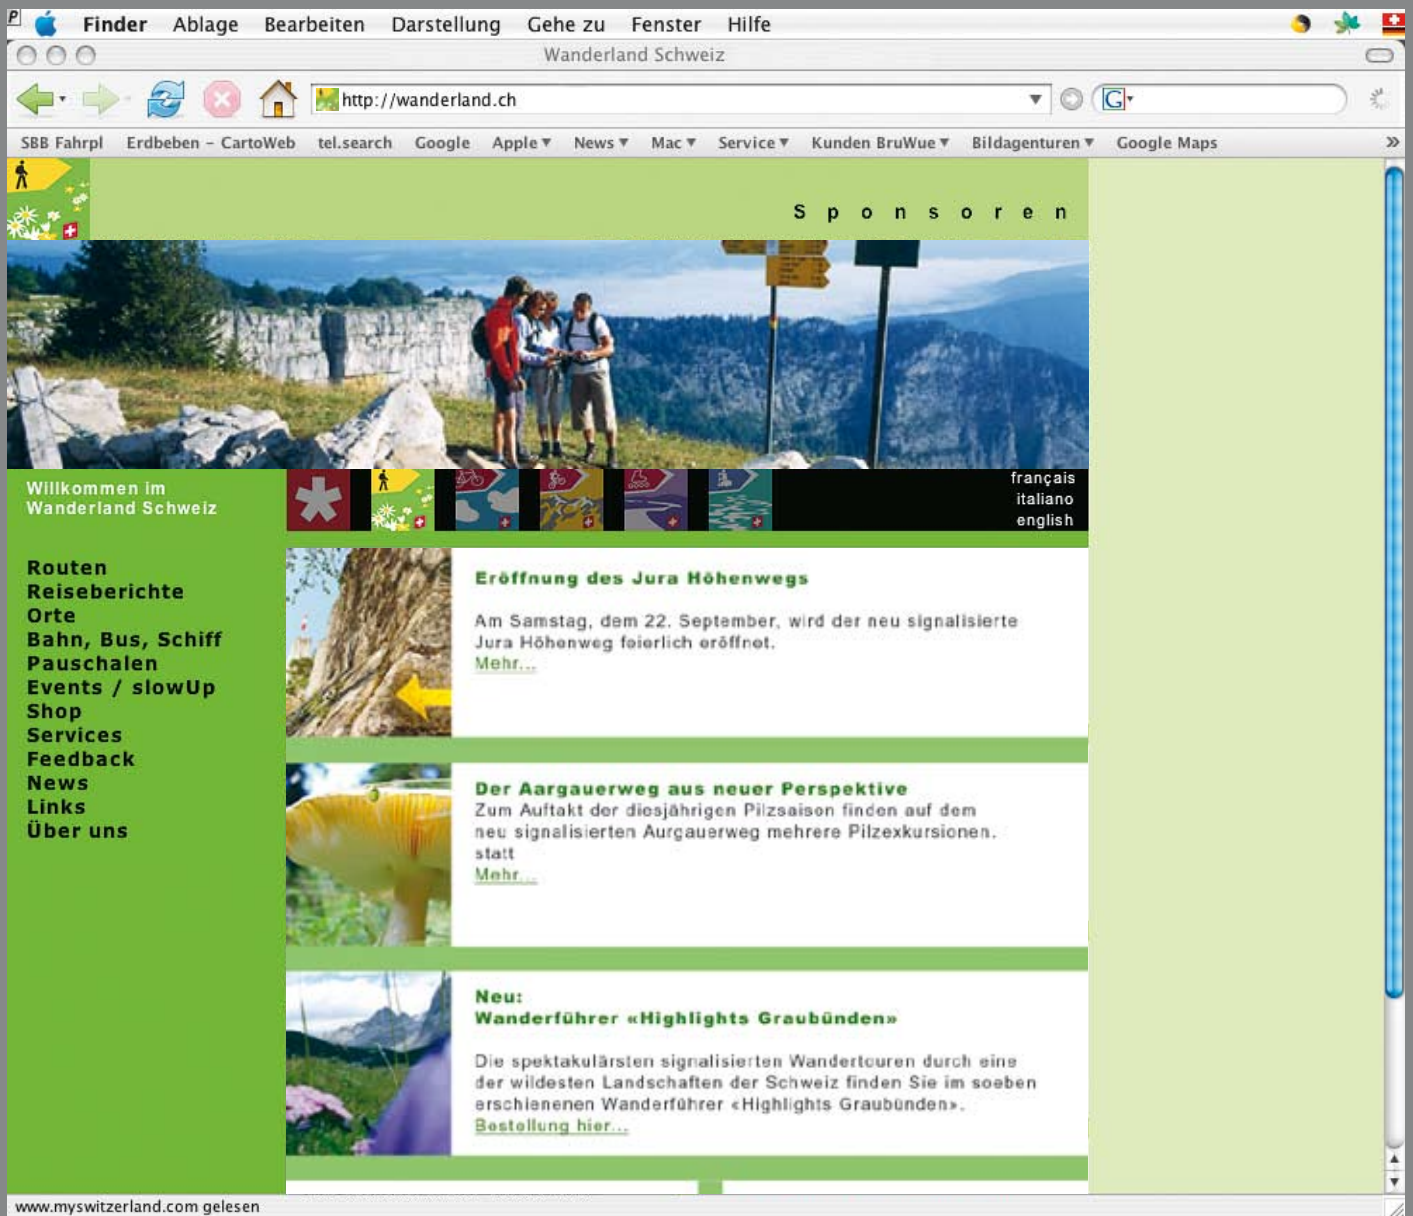 Finder Ablage Bearbeiten Darstellung Gehe zu Fenster Hilfe
Wanderland Schweiz
http://wanderland.ch
SBB Fahrpl Erdbeben – CartoWeb tel.search Google Apple News Mac Service Kunden BruWue Bildagenturen Google Maps »
Sponsoren
Willkommen im
Wanderland Schweiz
français
italiano
english
Routen
Reiseberichte
Orte
Bahn, Bus, Schiff
Pauschalen
Events / slowUp
Shop
Services
Feedback
News
Links
Über uns
Eröffnung des Jura Höhenwegs
Am Samstag, dem 22. September, wird der neu signalisierte
Jura Höhenweg feierlich eröffnet.
Mehr...
Der Aargauerweg aus neuer Perspektive
Zum Auftakt der diesjährigen Pilzsaison finden auf dem
neu signalisierten Aurgauerweg mehrere Pilzexkursionen.
statt
Mehr...
Neu:
Wanderführer «Highlights Graubünden»
Die spektakulärsten signalisierten Wandertouren durch eine
der wildesten Landschaften der Schweiz finden Sie im soeben
erschienenen Wanderführer «Highlights Graubünden».
Bestellung hier...
www.myswitzerland.com gelesen